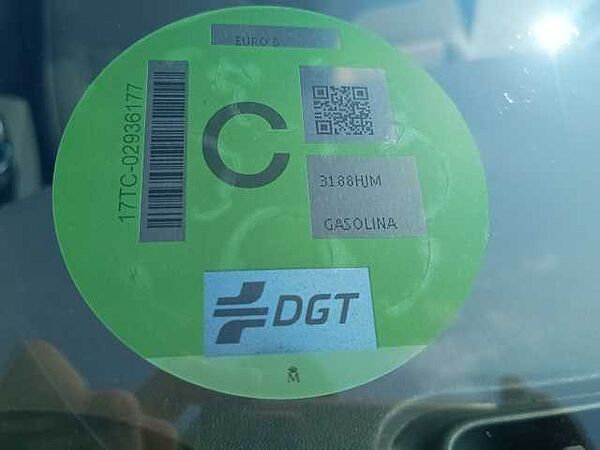 EURO 5
17TC-02936177
C
3188HJM
GASOLINA
DGT
M